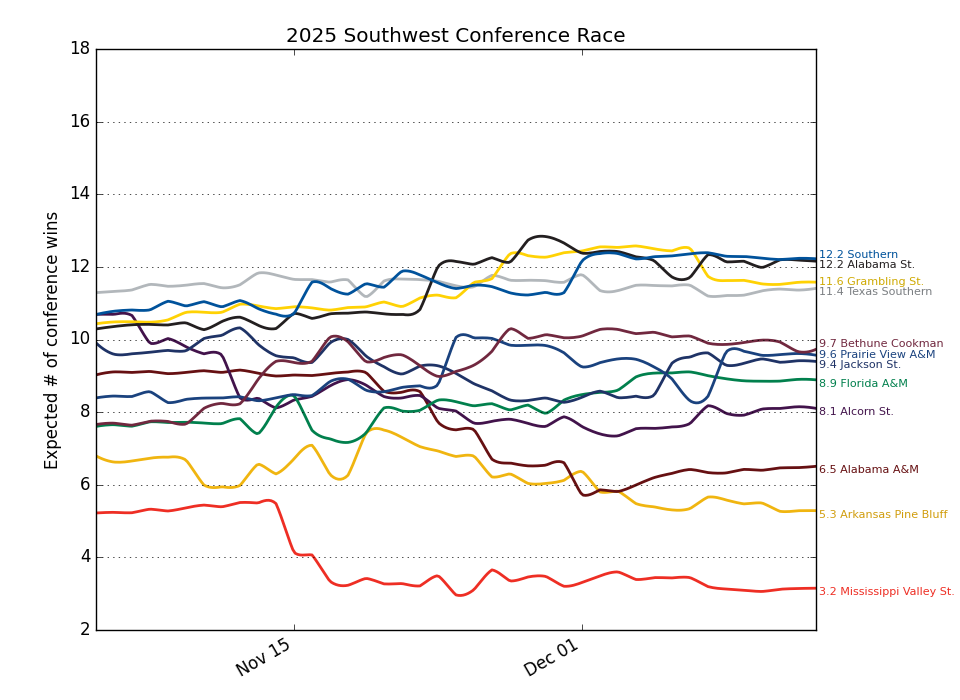 2025 Southwest Conference Race
Expected # of conference wins
18
16
14
12
10
8
6
4
2
Nov 15
Dec 01
12.2 Southern
12.2 Alabama St.
11.6 Grambling St.
11.4 Texas Southern
9.7 Bethune Cookman
9.6 Prairie View A&M
9.4 Jackson St.
8.9 Florida A&M
8.1 Alcorn St.
6.5 Alabama A&M
5.3 Arkansas Pine Bluff
3.2 Mississippi Valley St.